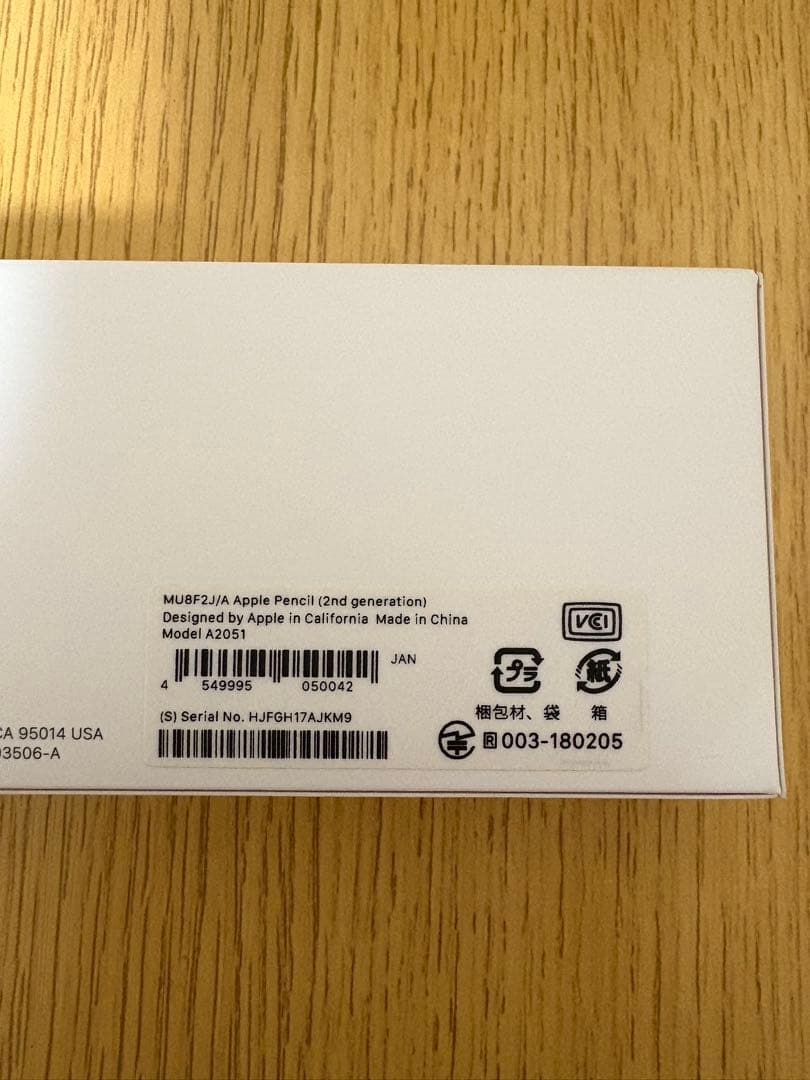 MU8F2J/A Apple Pencil (2nd generation)
Designed by Apple in California Made in China
Model A2051
VCI
JAN
4 549995 050042
プラ
紙
梱包材、袋 箱
(S) Serial No. HJFGH17AJKM9
R 003-180205
CA 95014 USA
03506-A